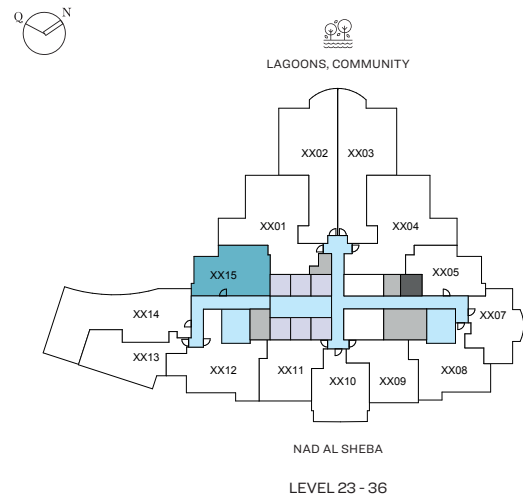 Q N
LAGOONS, COMMUNITY
XX02 XX03
XX01 XX04
XX15 XX05
XX14 XX07
XX13 XX12 XX11 XX10 XX09 XX08
NAD AL SHEBA
LEVEL 23 - 36